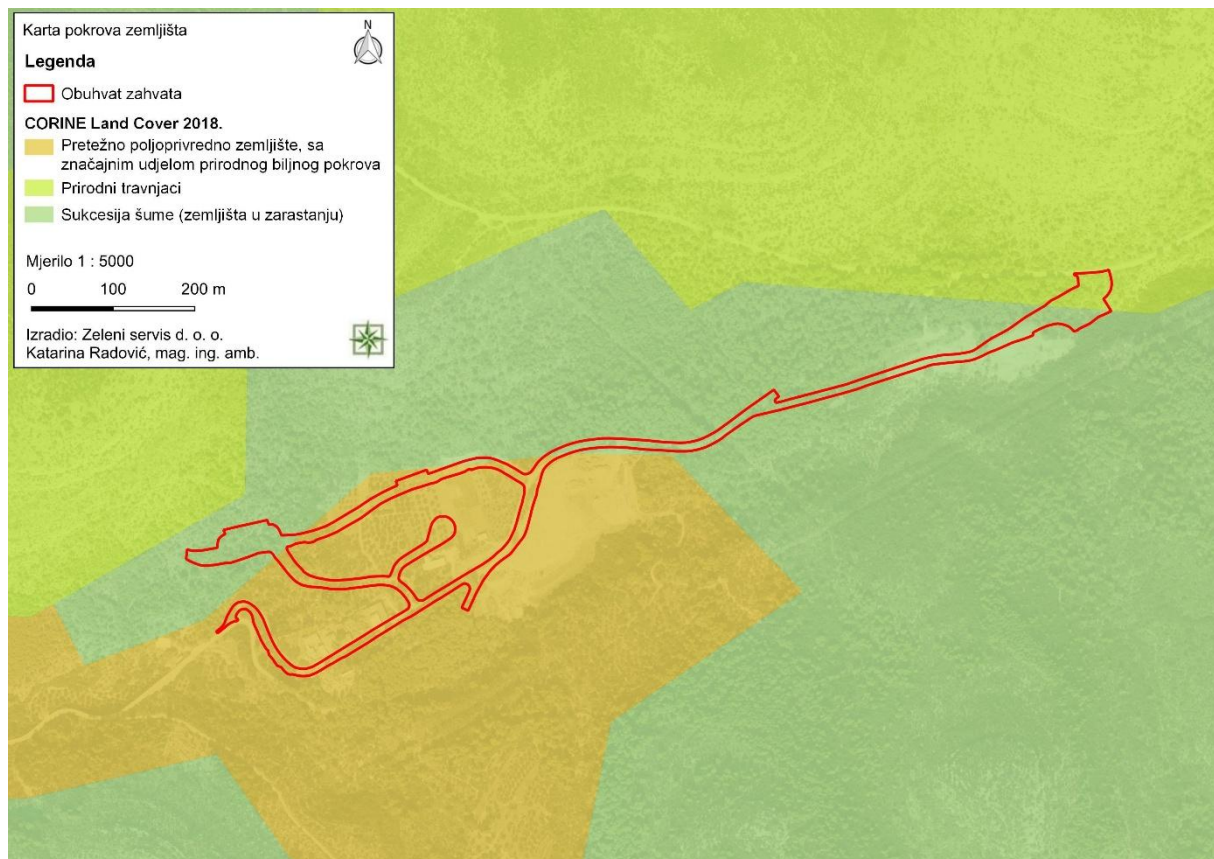 Karta pokrova zemljišta
N
Legenda
Obuhvat zahvata
CORINE Land Cover 2018.
Pretežno poljoprivredno zemljište, sa
značajnim udjelom prirodnog biljnog pokrova
Prirodni travnjaci
Sukcesija šume (zemljišta u zarastanju)
Mjerilo 1 : 5000
0 100 200 m
Izradio: Zeleni servis d. o. o.
Katarina Radović, mag. ing. amb.